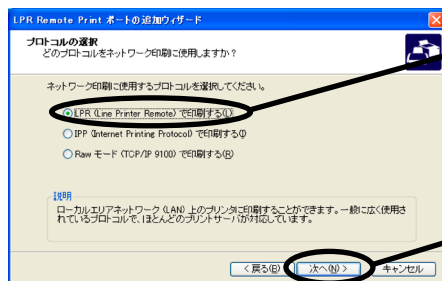 LPR Remote Print ポートの追加ウィザード
プロトコルの選択
どのプロトコルをネットワーク印刷に使用しますか?
ネットワーク印刷に使用するプロトコルを選択してください。
LPR (Line Printer Remote) で印刷する(L)
IPP (Internet Printing Protocol) で印刷する(I)
Raw モード (TCP/IP 9100) で印刷する(R)
説明
ローカルエリアネットワーク (LAN) 上のプリンタに印刷することができます。一般に広く使用さ
れているプロトコルで、ほとんどのプリントサーバが対応しています。
< 戻る(B) 次へ(N) > キャンセル